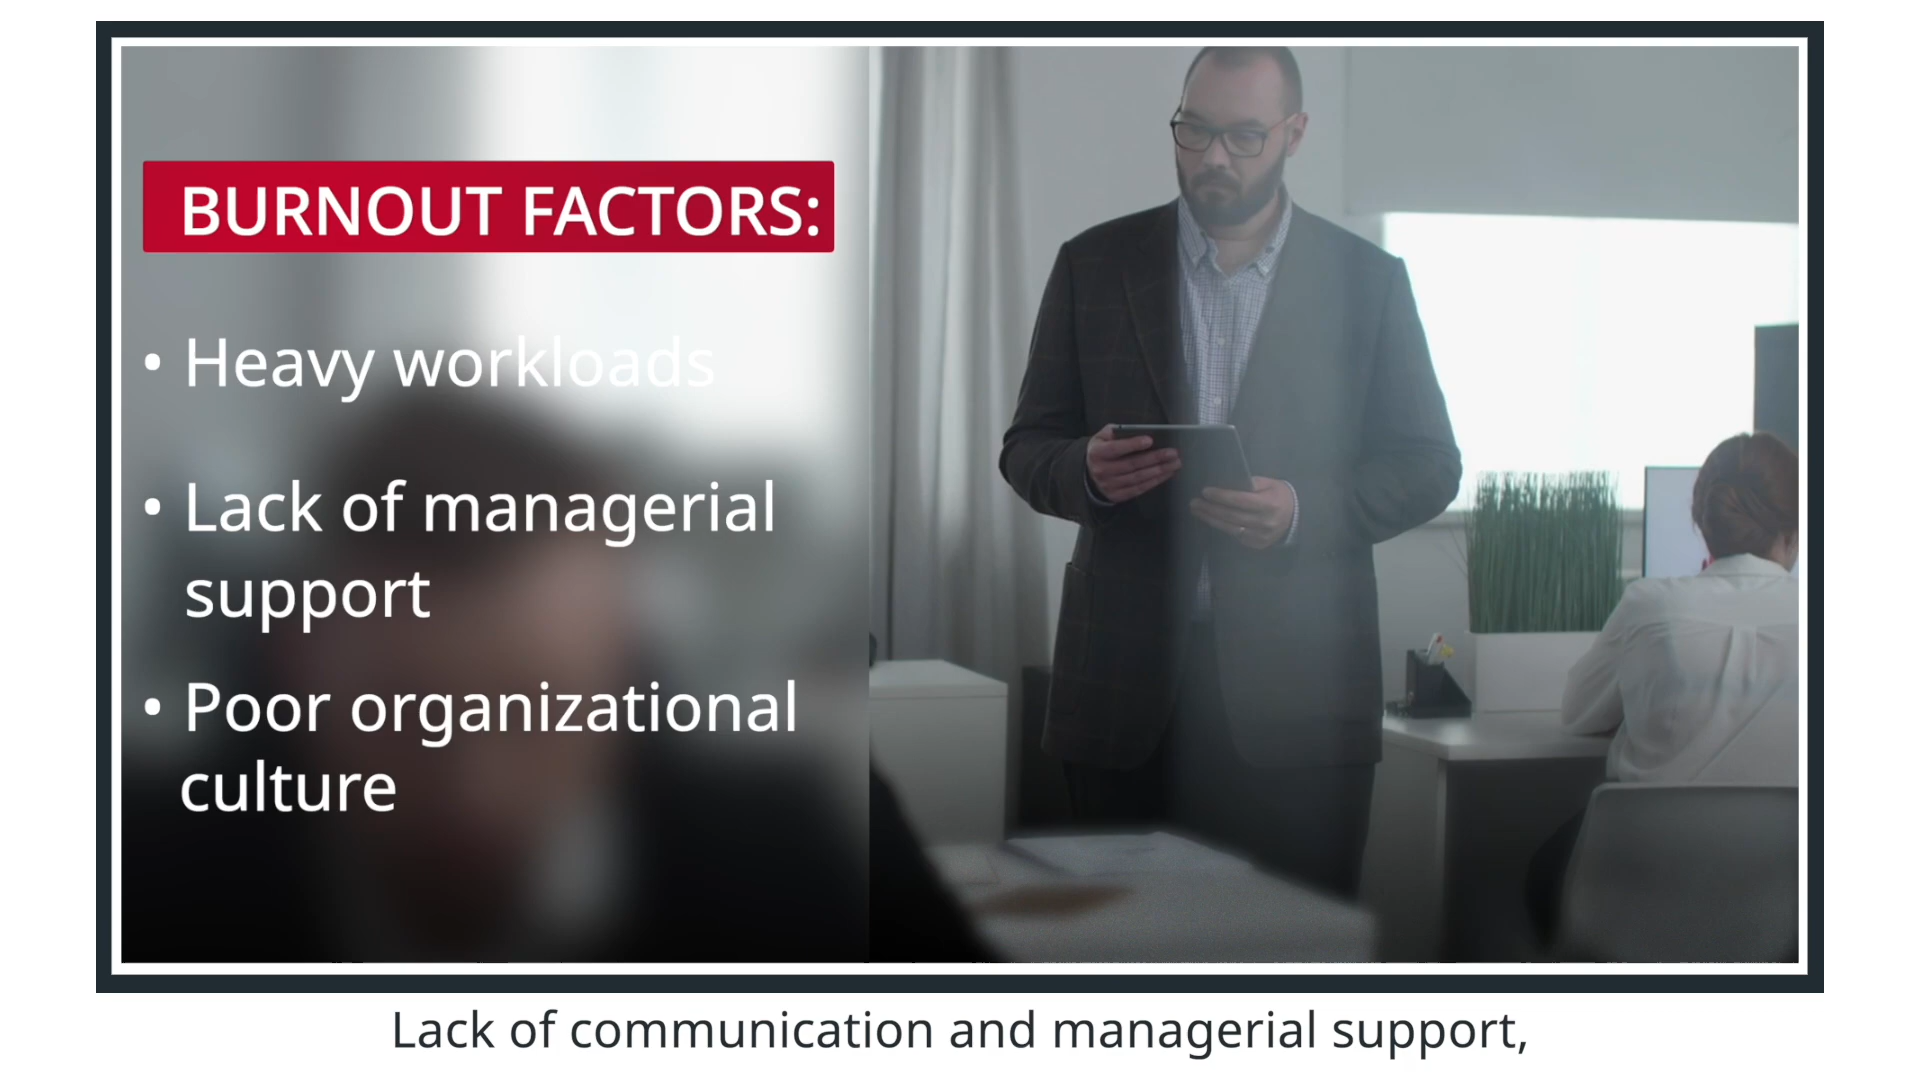 BURNOUT FACTORS:
• Heavy workloads
• Lack of managerial
support
• Poor organizational
culture
Lack of communication and managerial support,